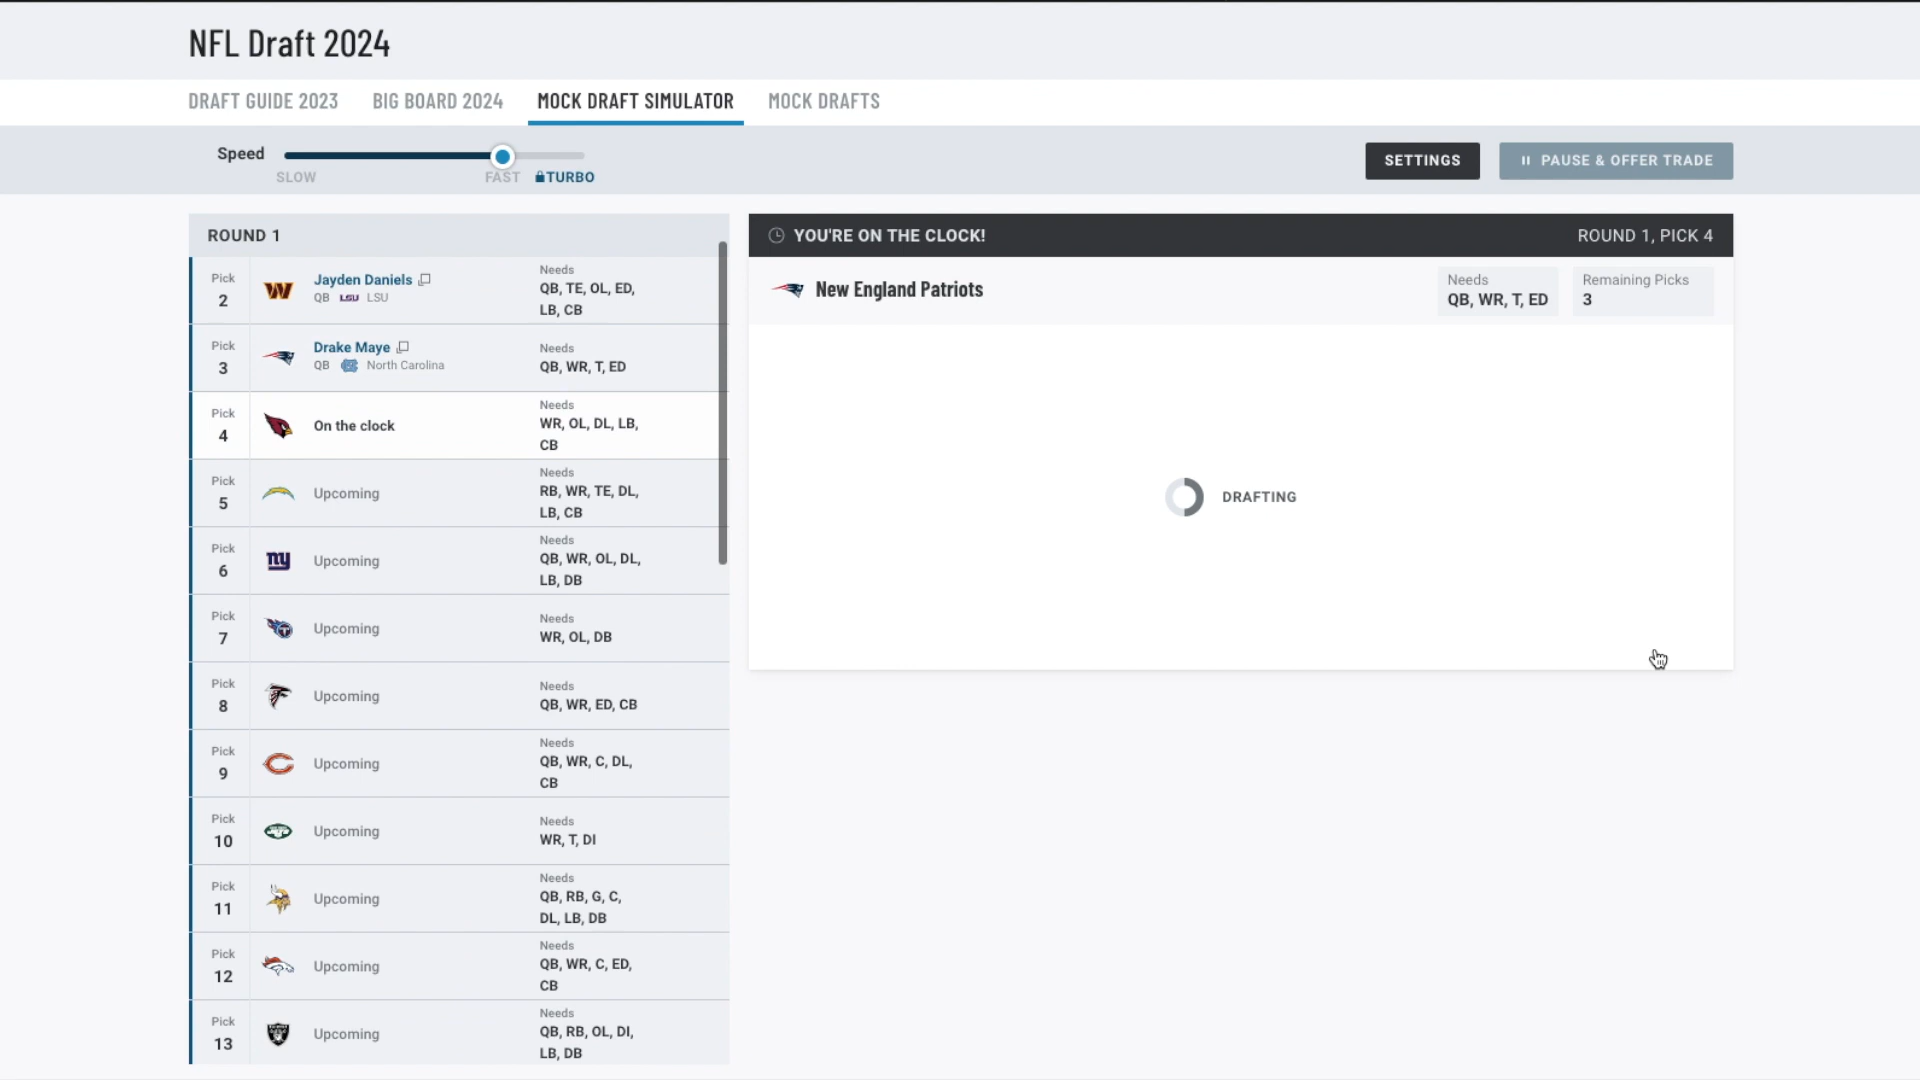 NFL Draft 2024
DRAFT GUIDE 2023 BIG BOARD 2024 MOCK DRAFT SIMULATOR MOCK DRAFTS
Speed
SLOW FAST TURBO
SETTINGS
PAUSE & OFFER TRADE
ROUND 1
Pick
2
Jayden Daniels
QB LSU LSU
Needs
QB, TE, OL, ED,
LB, CB
Pick
3
Drake Maye
QB North Carolina
Needs
QB, WR, T, ED
Pick
4
On the clock
Needs
WR, OL, DL, LB,
CB
Pick
5
Upcoming
Needs
RB, WR, TE, DL,
LB, CB
Pick
6
ny
Upcoming
Needs
QB, WR, OL, DL,
LB, DB
Pick
7
Upcoming
Needs
WR, OL, DB
Pick
8
Upcoming
Needs
QB, WR, ED, CB
Pick
9
Upcoming
Needs
QB, WR, C, DL,
CB
Pick
10
Upcoming
Needs
WR, T, DI
Pick
11
Upcoming
Needs
QB, RB, G, C,
DL, LB, DB
Pick
12
Upcoming
Needs
QB, WR, C, ED,
CB
Pick
13
Upcoming
Needs
QB, RB, OL, DI,
LB, DB
YOU'RE ON THE CLOCK!
ROUND 1, PICK 4
New England Patriots
Needs
QB, WR, T, ED
Remaining Picks
3
DRAFTING